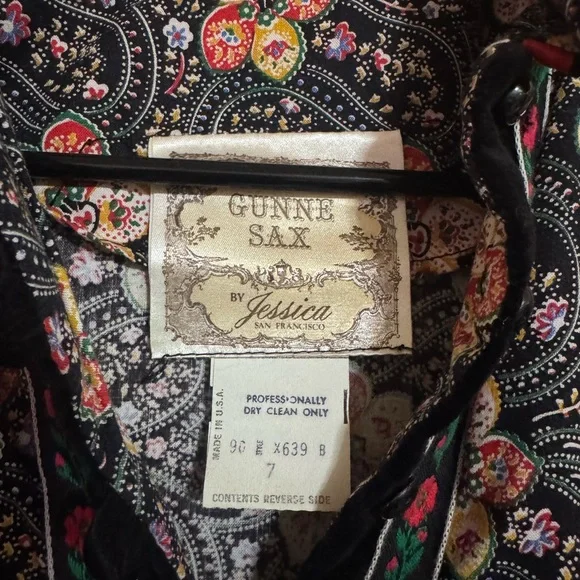 GUNNE
SAX
BY Jessica
SAN FRANCISCO
MADE IN U.S.A.
PROFESSIONALLY
DRY CLEAN ONLY
90 STYLE X639 B
7
CONTENTS REVERSE SIDE